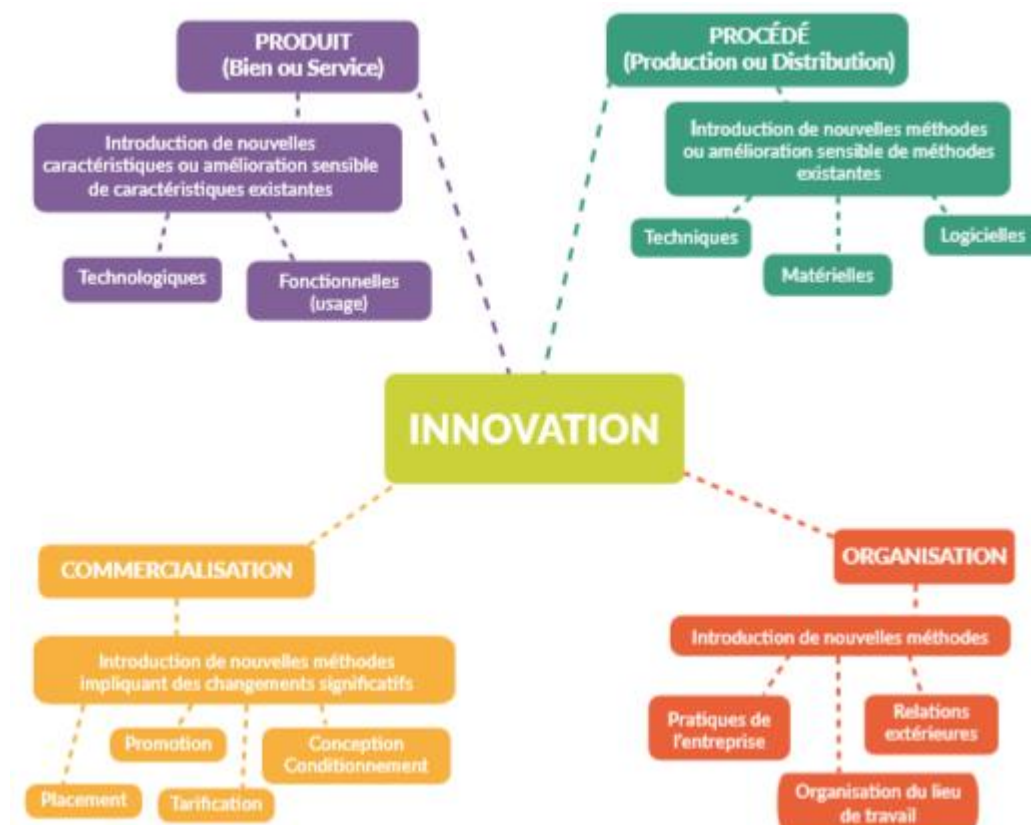 PRODUIT
(Bien ou Service)
Introduction de nouvelles
caractéristiques ou amélioration sensible
de caractéristiques existantes
Technologiques
Fonctionnelles
(usage)
PROCÉDÉ
(Production ou Distribution)
Introduction de nouvelles méthodes
ou amélioration sensible de méthodes
existantes
Techniques
Matérielles
Logicielles
INNOVATION
COMMERCIALISATION
Introduction de nouvelles méthodes
impliquant des changements significatifs
Placement
Promotion
Tarification
Conception
Conditionnement
ORGANISATION
Introduction de nouvelles méthodes
Pratiques de
l'entreprise
Organisation du lieu
de travail
Relations
extérieures